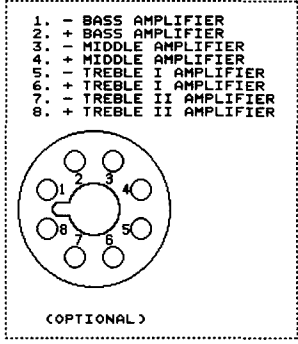 1. - BASS AMPLIFIER
2. + BASS AMPLIFIER
3. - MIDDLE AMPLIFIER
4. + MIDDLE AMPLIFIER
5. - TREBLE I AMPLIFIER
6. + TREBLE I AMPLIFIER
7. - TREBLE II AMPLIFIER
8. + TREBLE II AMPLIFIER
2 3
1 4
8 5
7 6
(OPTIONAL)